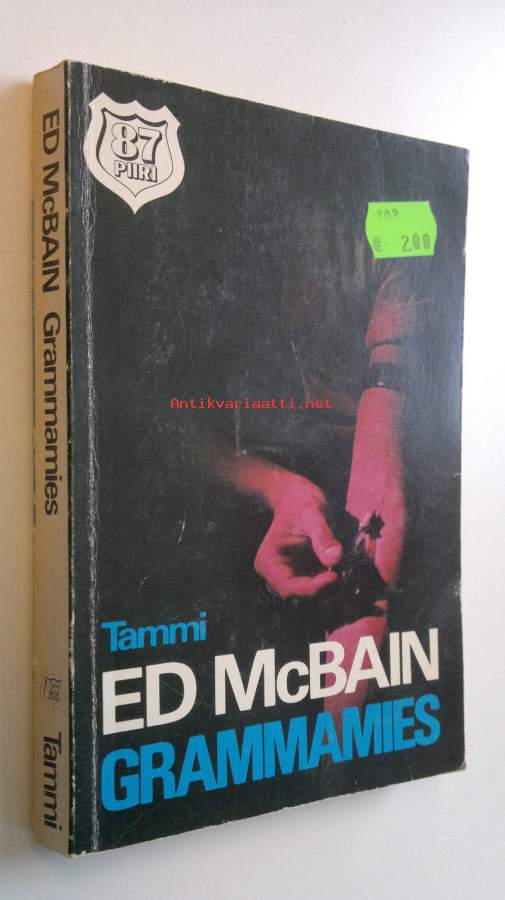 87
PIIRI
302
€ 2.00
Antikvariaatti.net
Tammi
ED McBAIN
GRAMMAMIES
ED McBAIN Grammamies
Tammi